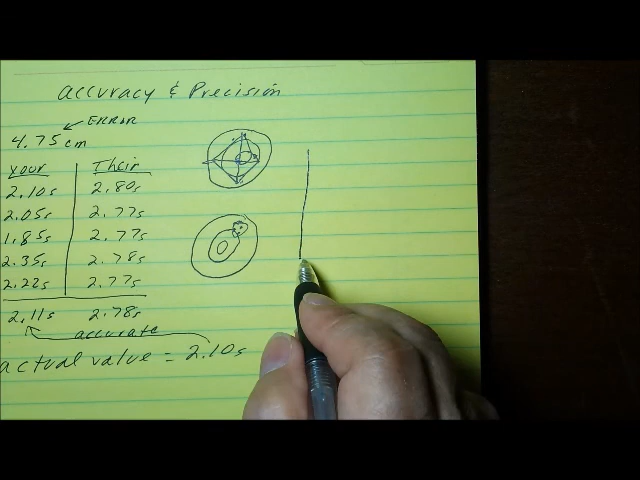 Accuracy & Precision
ERROR
4.75cm
your Their
2.10s 2.80s
2.05s 2.77s
1.85s 2.77s
2.35s 2.78s
2.22s 2.77s
2.11s 2.78s
accurate
actual value = 2.10s